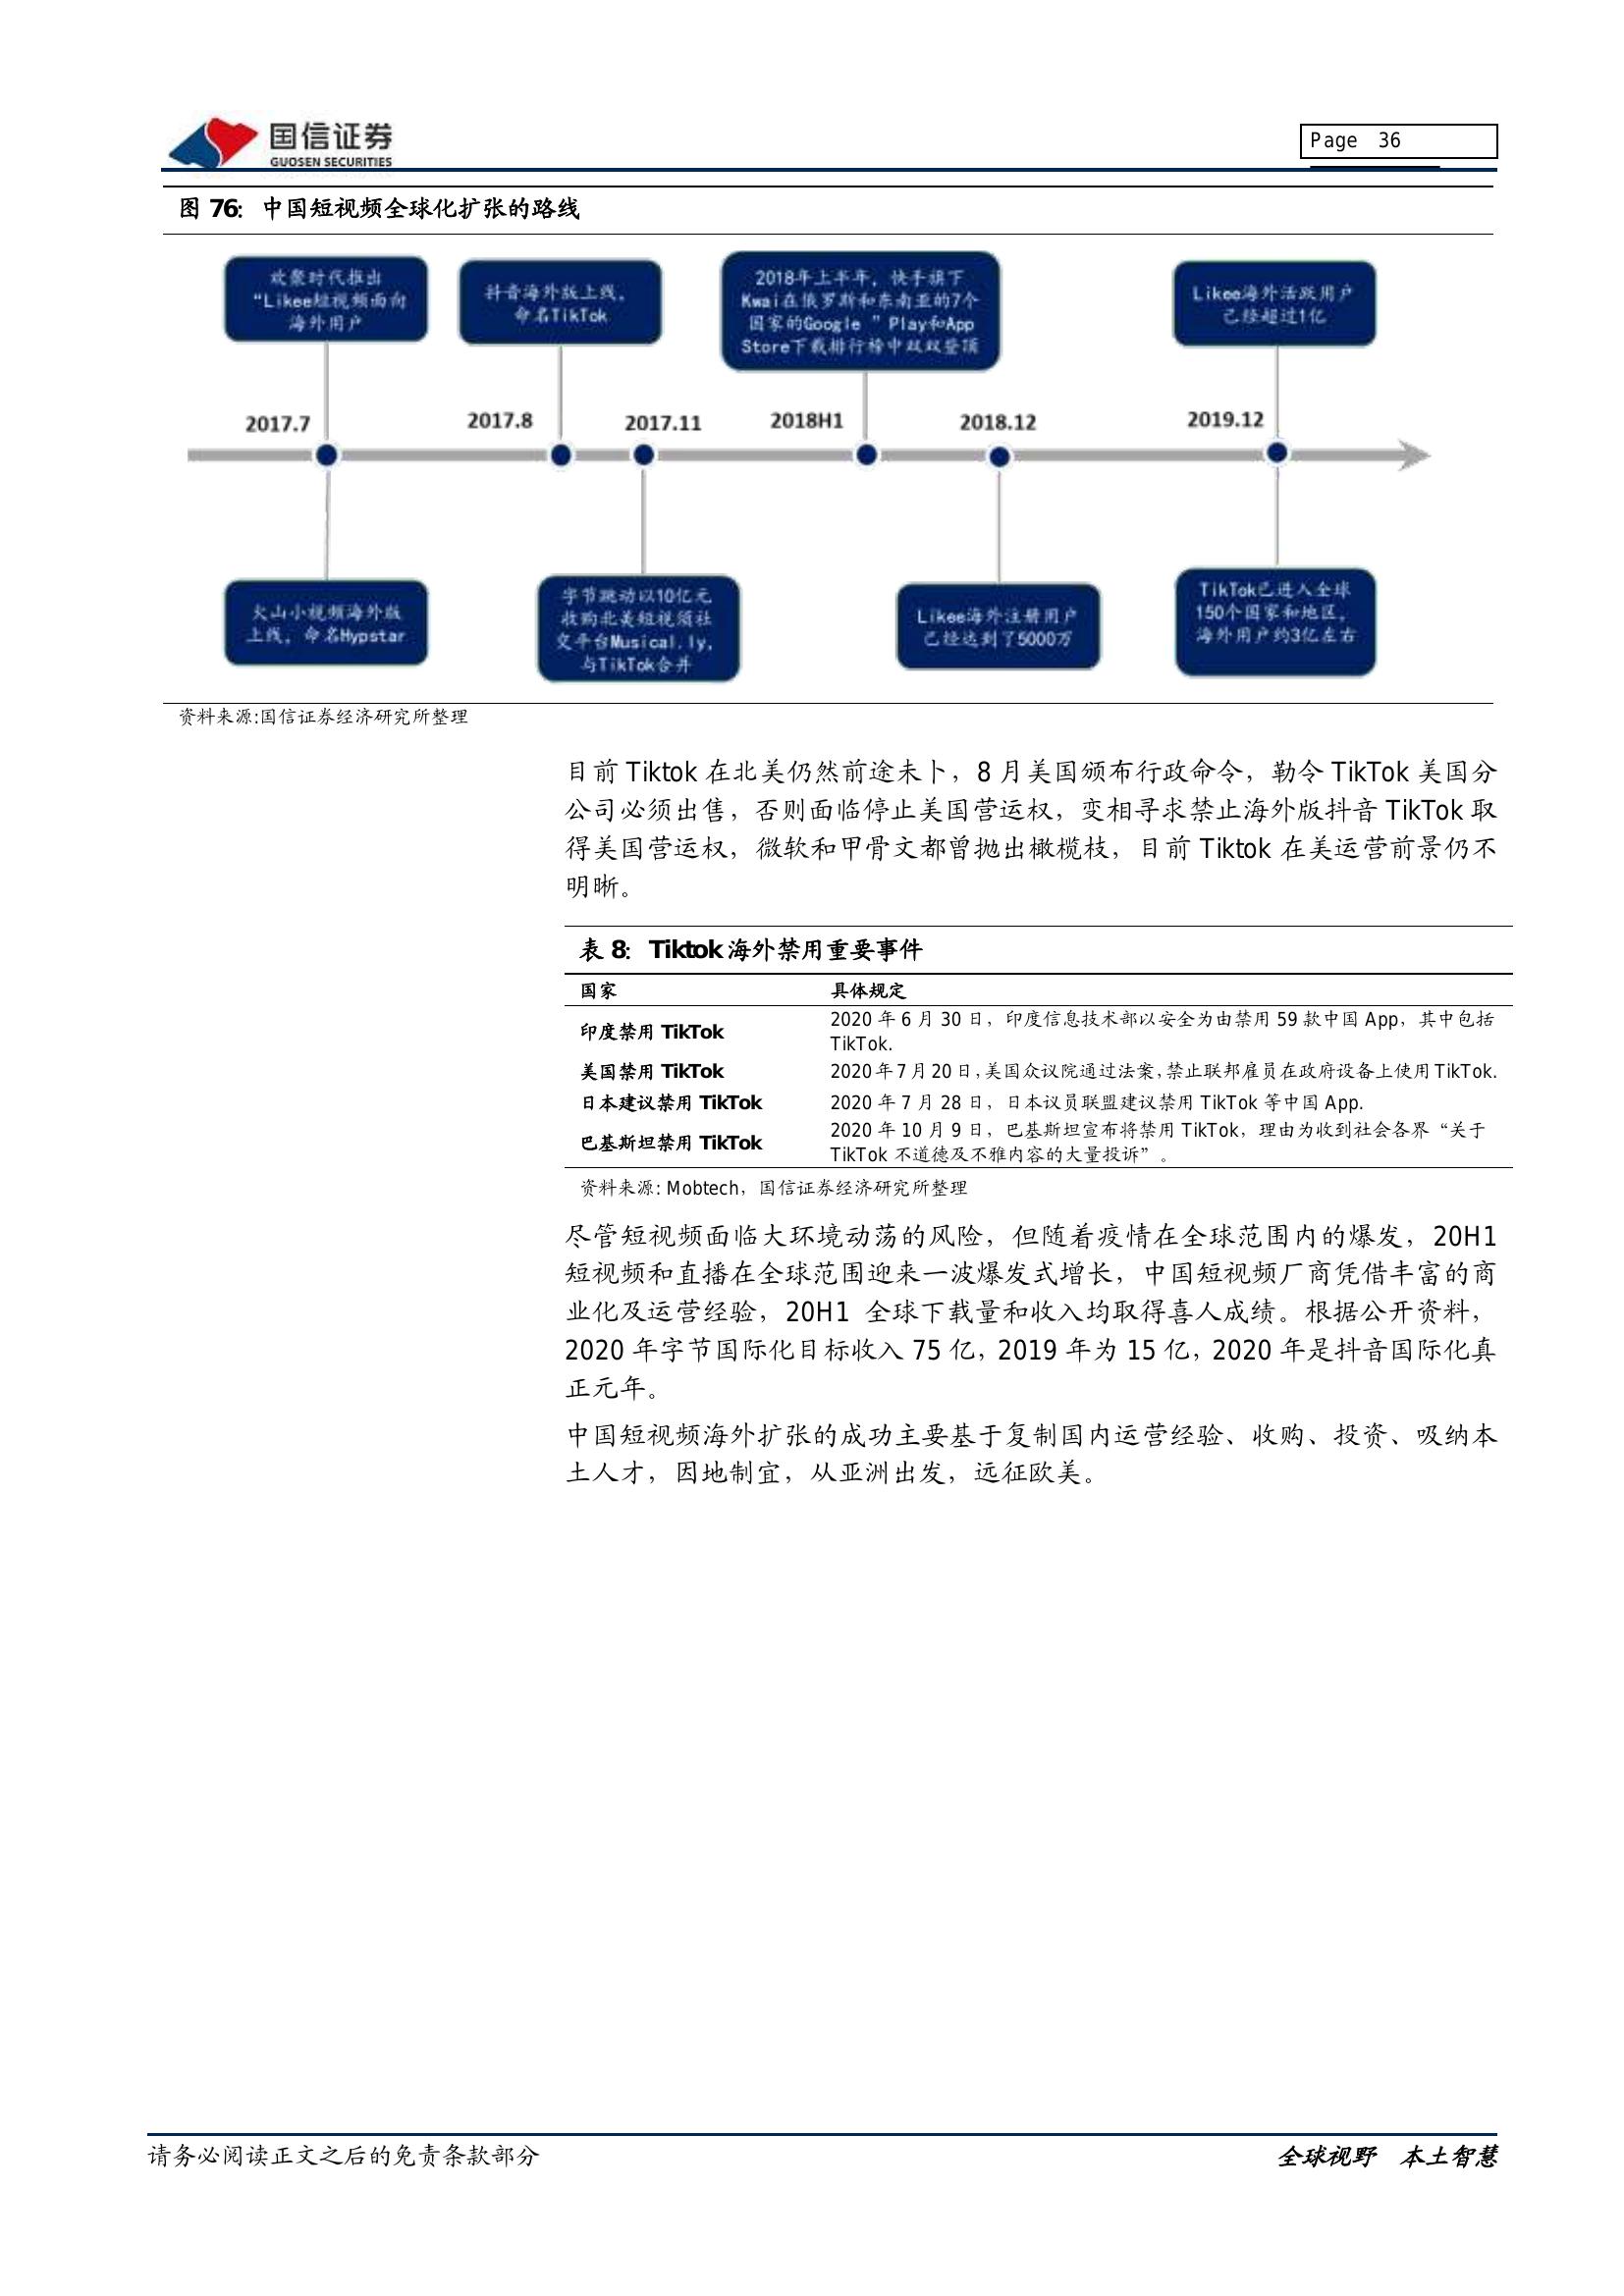 国信证券
GUOSEN SECURITIES
Page 36
图 76：中国短视频全球化扩张的路线
欢聚时代推出
“Likee短视频面向
海外用户
抖音海外版上线，
命名TikTok
2018年上半年，快手旗下
Kwai在俄罗斯和东南亚的7个
国家的Google ” Play和App
Store下载排行榜中双双登顶
Likee海外活跃用户
已经超过1亿
2017.7
2017.8
2017.11
2018H1
2018.12
2019.12
火山小视频海外版
上线，命名Hypstar
字节跳动以10亿元
收购北美短视频社
交平台Musical.ly，
与TikTok合并
Likee海外注册用户
已经达到了5000万
TikTok已进入全球
150个国家和地区，
海外用户约3亿左右
资料来源:国信证券经济研究所整理
目前 Tiktok 在北美仍然前途未卜，8 月美国颁布行政命令，勒令 TikTok 美国分
公司必须出售，否则面临停止美国营运权，变相寻求禁止海外版抖音 TikTok 取
得美国营运权，微软和甲骨文都曾抛出橄榄枝，目前 Tiktok 在美运营前景仍不
明晰。
表 8：Tiktok 海外禁用重要事件
国家 具体规定
印度禁用 TikTok 2020 年 6 月 30 日，印度信息技术部以安全为由禁用 59 款中国 App，其中包括
TikTok.
美国禁用 TikTok 2020 年 7 月 20 日，美国众议院通过法案，禁止联邦雇员在政府设备上使用 TikTok.
日本建议禁用 TikTok 2020 年 7 月 28 日，日本议员联盟建议禁用 TikTok 等中国 App.
巴基斯坦禁用 TikTok 2020 年 10 月 9 日，巴基斯坦宣布将禁用 TikTok，理由为收到社会各界“关于
TikTok 不道德及不雅内容的大量投诉”。
资料来源: Mobtech，国信证券经济研究所整理
尽管短视频面临大环境动荡的风险，但随着疫情在全球范围内的爆发，20H1
短视频和直播在全球范围迎来一波爆发式增长，中国短视频厂商凭借丰富的商
业化及运营经验，20H1 全球下载量和收入均取得喜人成绩。根据公开资料，
2020 年字节国际化目标收入 75 亿，2019 年为 15 亿，2020 年是抖音国际化真
正元年。
中国短视频海外扩张的成功主要基于复制国内运营经验、收购、投资、吸纳本
土人才，因地制宜，从亚洲出发，远征欧美。
请务必阅读正文之后的免责条款部分
全球视野 本土智慧